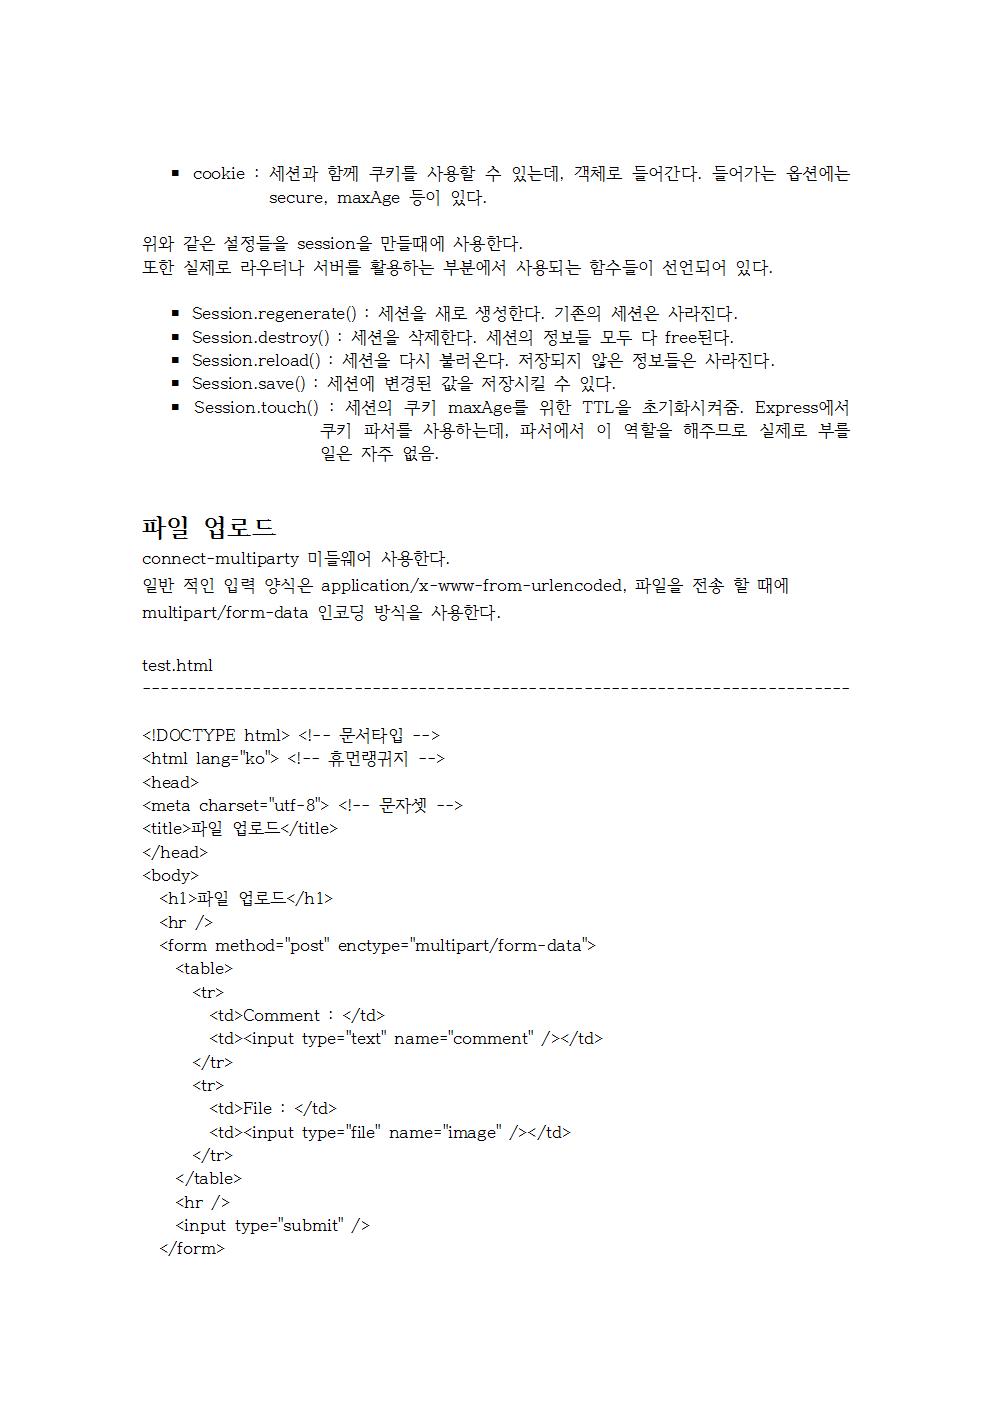 ▪ cookie : 세션과 함께 쿠키를 사용할 수 있는데, 객체로 들어간다. 들어가는 옵션에는
secure, maxAge 등이 있다.
위와 같은 설정들을 session을 만들때에 사용한다.
또한 실제로 라우터나 서버를 활용하는 부분에서 사용되는 함수들이 선언되어 있다.
▪ Session.regenerate() : 세션을 새로 생성한다. 기존의 세션은 사라진다.
▪ Session.destroy() : 세션을 삭제한다. 세션의 정보들 모두 다 free된다.
▪ Session.reload() : 세션을 다시 불러온다. 저장되지 않은 정보들은 사라진다.
▪ Session.save() : 세션에 변경된 값을 저장시킬 수 있다.
▪ Session.touch() : 세션의 쿠키 maxAge를 위한 TTL을 초기화시켜줌. Express에서
쿠키 파서를 사용하는데, 파서에서 이 역할을 해주므로 실제로 부를
일은 자주 없음.
파일 업로드
connect-multiparty 미들웨어 사용한다.
일반 적인 입력 양식은 application/x-www-from-urlencoded, 파일을 전송 할 때에
multipart/form-data 인코딩 방식을 사용한다.
test.html
-----------------------------------------------------------------------------
<!DOCTYPE html> <!-- 문서타입 -->
<html lang="ko"> <!-- 휴먼랭귀지 -->
<head>
<meta charset="utf-8"> <!-- 문자셋 -->
<title>파일 업로드</title>
</head>
<body>
<h1>파일 업로드</h1>
<hr />
<form method="post" enctype="multipart/form-data">
<table>
<tr>
<td>Comment : </td>
<td><input type="text" name="comment" /></td>
</tr>
<tr>
<td>File : </td>
<td><input type="file" name="image" /></td>
</tr>
</table>
<hr />
<input type="submit" />
</form>